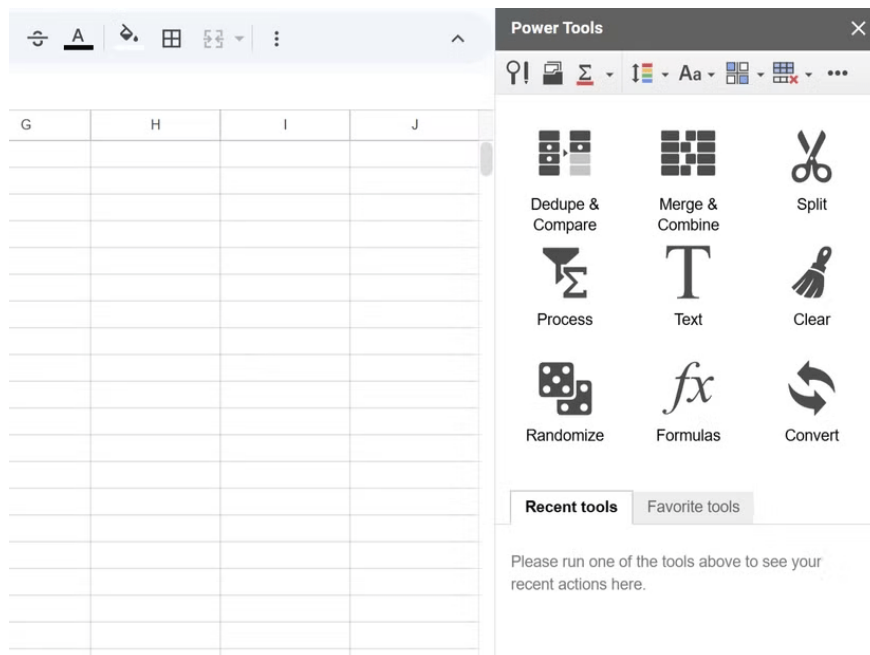 Power Tools
A
Σ
Aa
G H I J
Dedupe &
Compare
Merge &
Combine
Split
Σ
Process
T
Text
Clear
Randomize
fx
Formulas
Convert
Recent tools Favorite tools
Please run one of the tools above to see your
recent actions here.